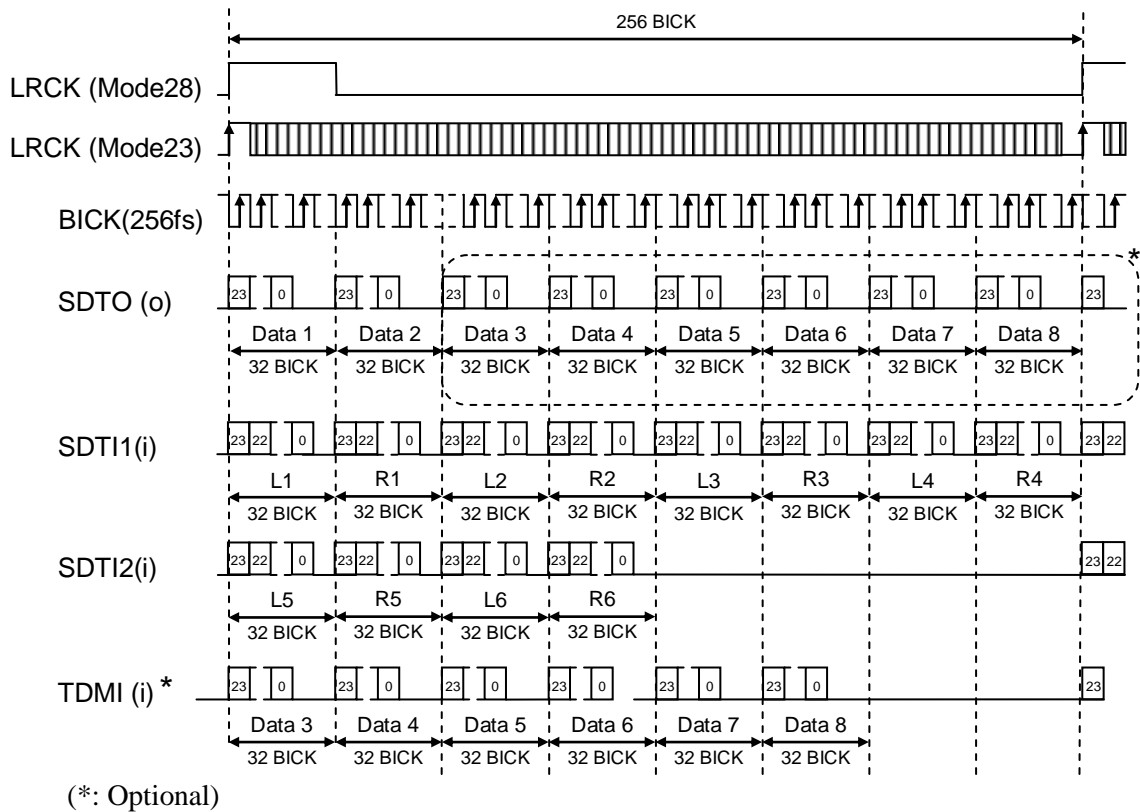 256 BICK
LRCK (Mode28)
LRCK (Mode23)
BICK(256fs)
*
SDTO (o)
23 0 23 0 23 0 23 0 23 0 23 0 23 0 23 0 23
Data 1 Data 2 Data 3 Data 4 Data 5 Data 6 Data 7 Data 8
32 BICK 32 BICK 32 BICK 32 BICK 32 BICK 32 BICK 32 BICK 32 BICK
SDTI1(i)
23 22 0 23 22 0 23 22 0 23 22 0 23 22 0 23 22 0 23 22 0 23 22 0 23 22
L1 R1 L2 R2 L3 R3 L4 R4
32 BICK 32 BICK 32 BICK 32 BICK 32 BICK 32 BICK 32 BICK 32 BICK
SDTI2(i)
23 22 0 23 22 0 23 22 0 23 22 0 23 22
L5 R5 L6 R6
32 BICK 32 BICK 32 BICK 32 BICK
TDMI (i) *
23 0 23 0 23 0 23 0 23 0 23 0 23
Data 3 Data 4 Data 5 Data 6 Data 7 Data 8
32 BICK 32 BICK 32 BICK 32 BICK 32 BICK 32 BICK
(*: Optional)